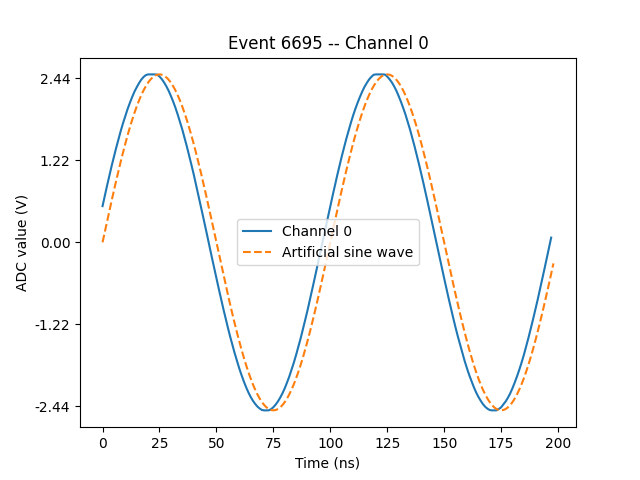 Event 6695 -- Channel 0
ADC value (V)
2.44
1.22
0.00
-1.22
-2.44
Channel 0
Artificial sine wave
0 25 50 75 100 125 150 175 200
Time (ns)